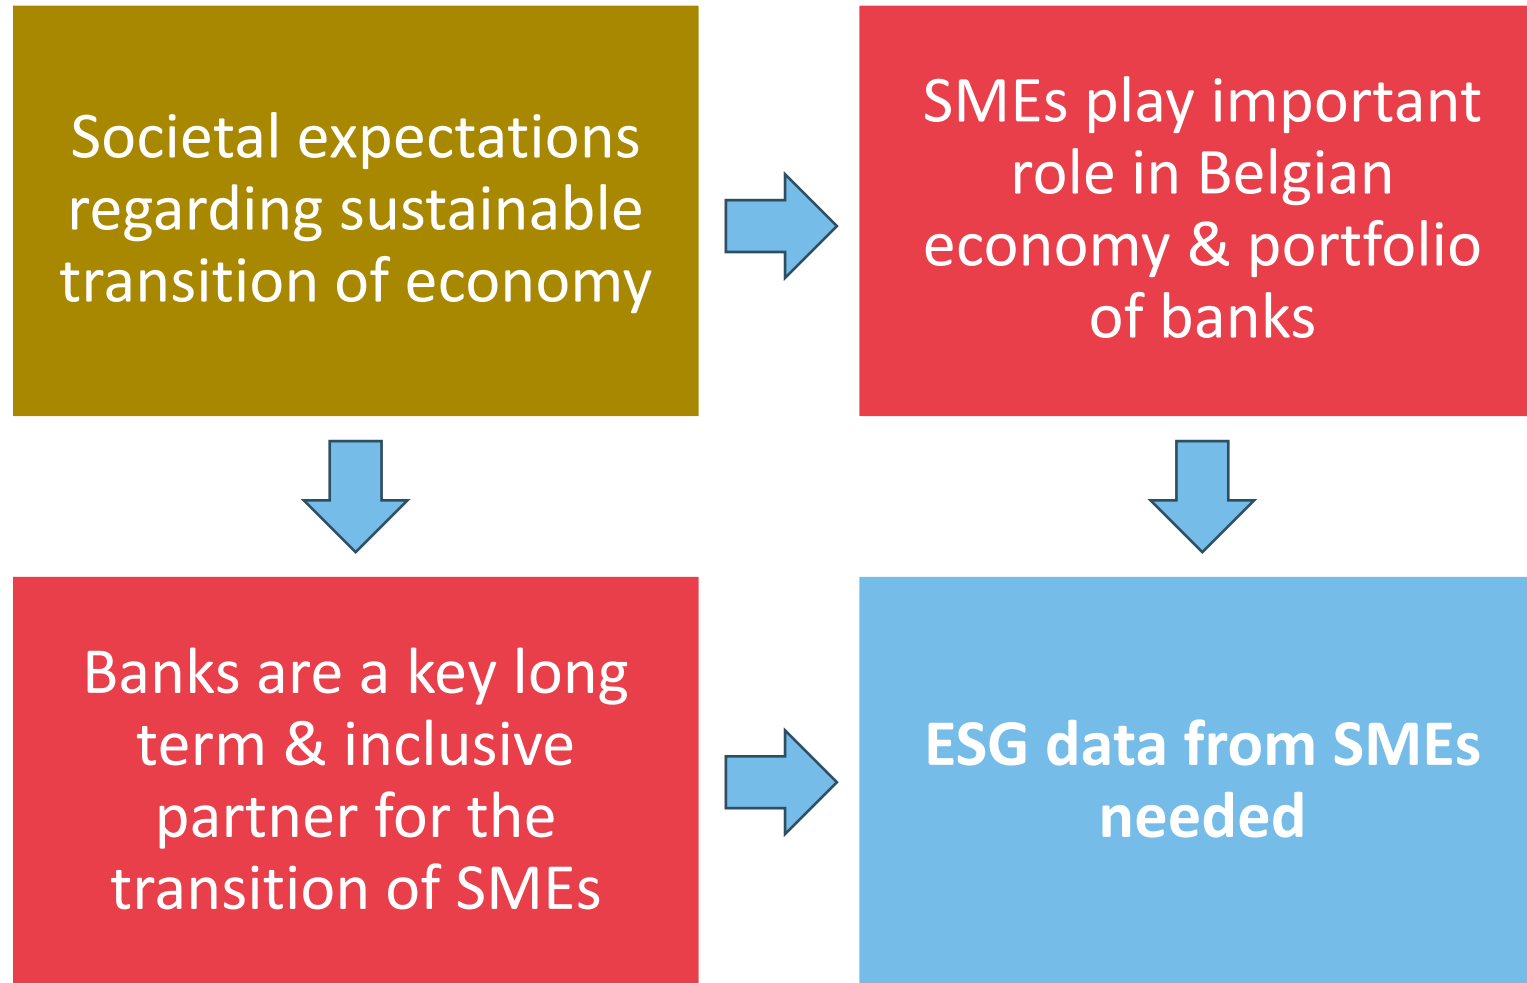 Societal expectations
regarding sustainable
transition of economy
SMEs play important
role in Belgian
economy & portfolio
of banks
Banks are a key long
term & inclusive
partner for the
transition of SMEs
ESG data from SMEs
needed